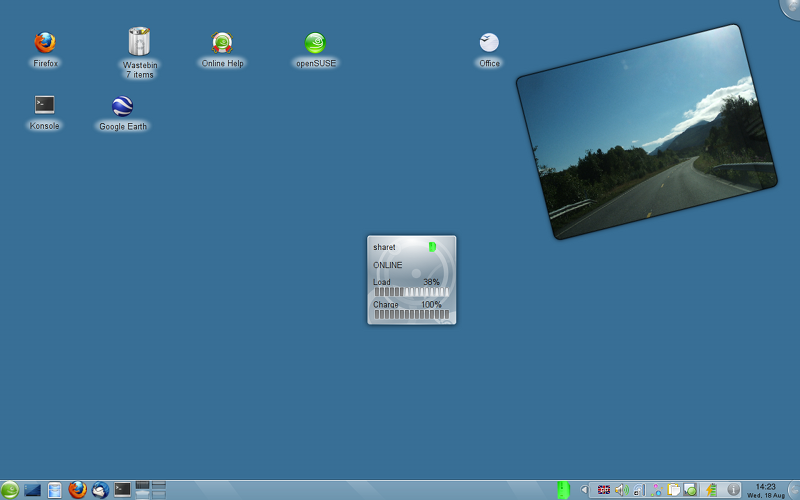 Firefox
Wastebin
7 items
Online Help
openSUSE
Office
Konsole
Google Earth
sharet
ONLINE
Load 38%
Charge 100%
14:23
Wed, 18 Aug